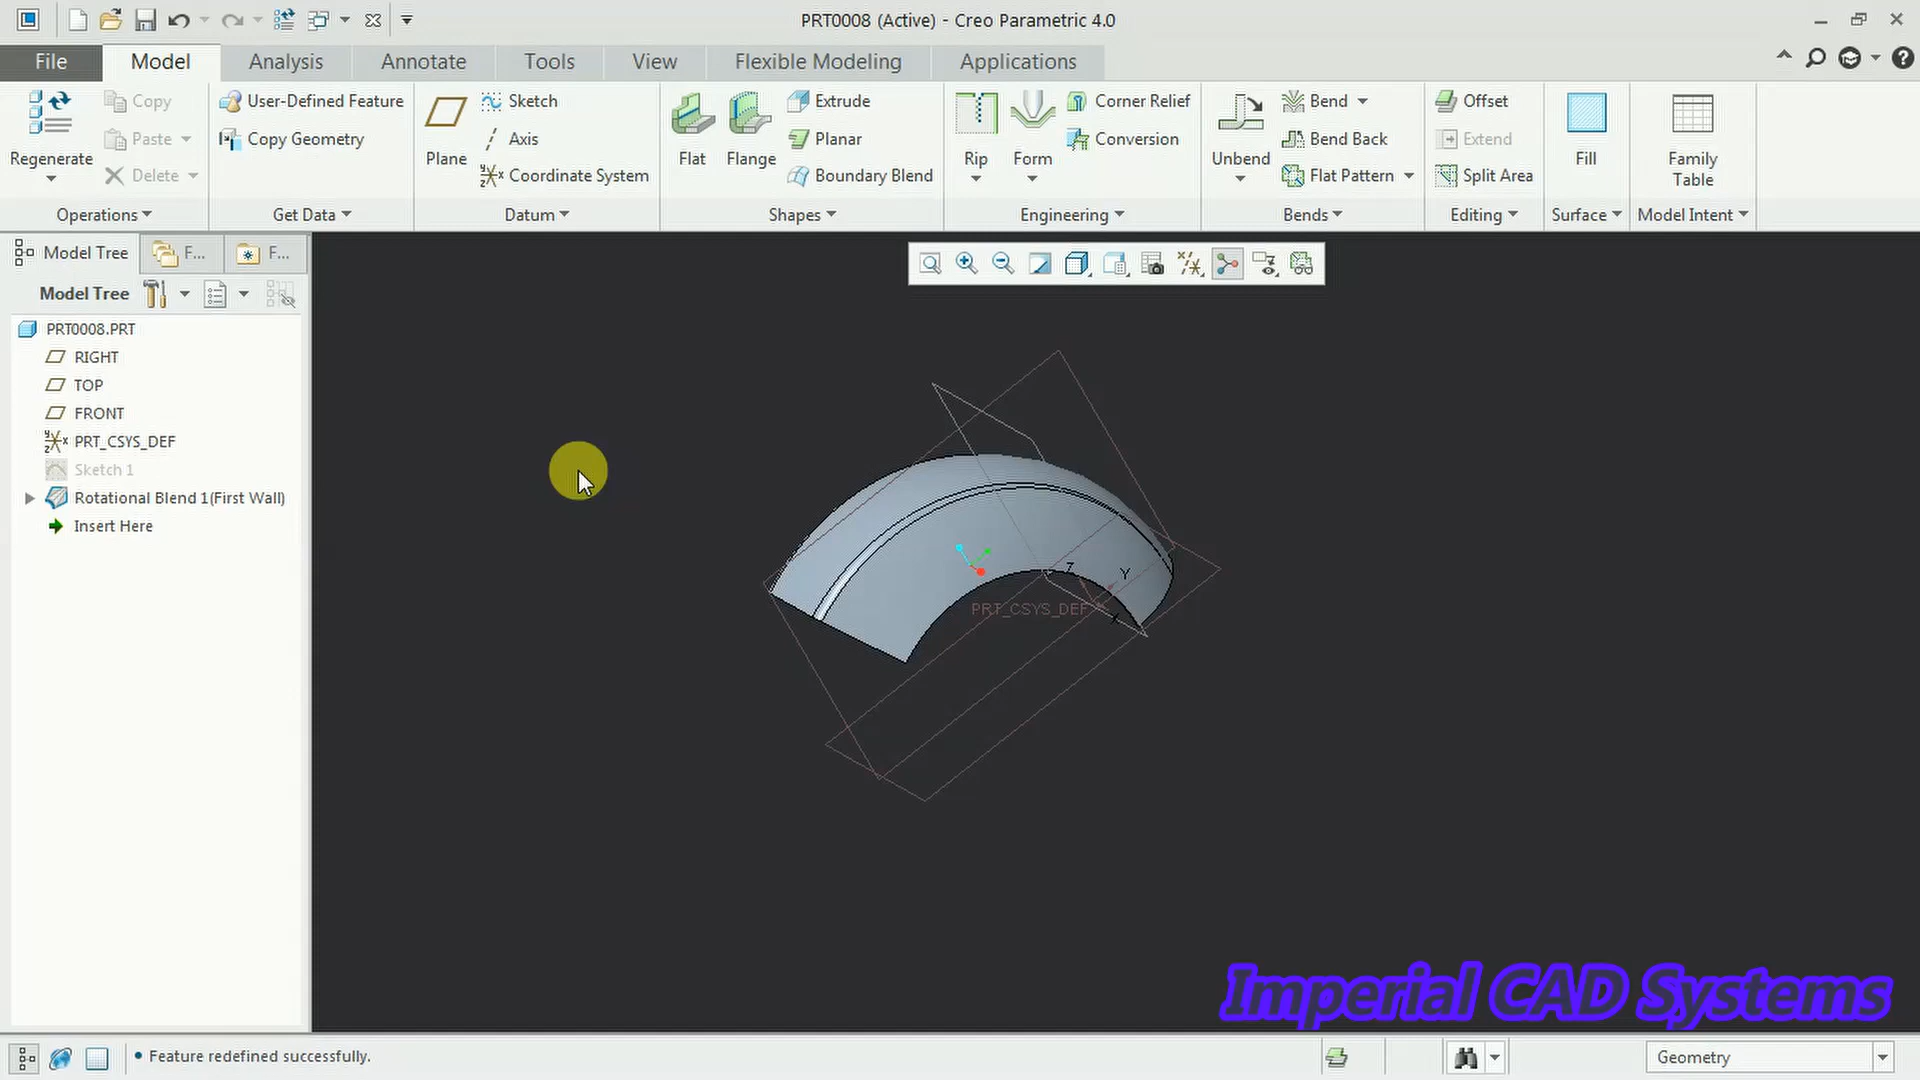 PRT0008 (Active) - Creo Parametric 4.0
File Model Analysis Annotate Tools View Flexible Modeling Applications
Regenerate Copy Paste Delete
Operations
User-Defined Feature
Copy Geometry
Get Data
Plane Sketch Axis Coordinate System
Datum
Flat Flange Extrude Planar Boundary Blend
Shapes
Rip Form Corner Relief Conversion
Engineering
Unbend Bend Bend Back Flat Pattern
Bends
Offset Extend Split Area
Editing
Fill
Surface
Family Table
Model Intent
Model Tree F... F...
Model Tree
PRT0008.PRT
RIGHT
TOP
FRONT
PRT_CSYS_DEF
Sketch 1
Rotational Blend 1(First Wall)
Insert Here
Z Y
PRT_CSYS_DEF X
Imperial CAD Systems
Feature redefined successfully.
Geometry